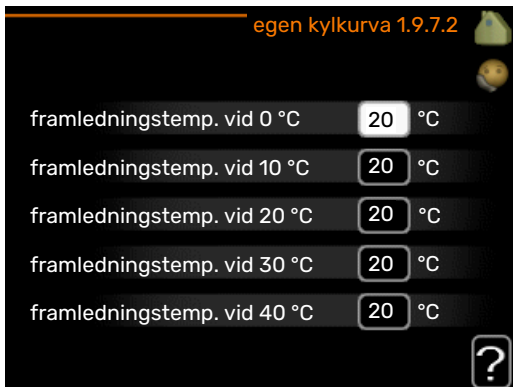 egen kylkurva 1.9.7.2
framledningstemp. vid 0 °C 20 °C
framledningstemp. vid 10 °C 20 °C
framledningstemp. vid 20 °C 20 °C
framledningstemp. vid 30 °C 20 °C
framledningstemp. vid 40 °C 20 °C
?